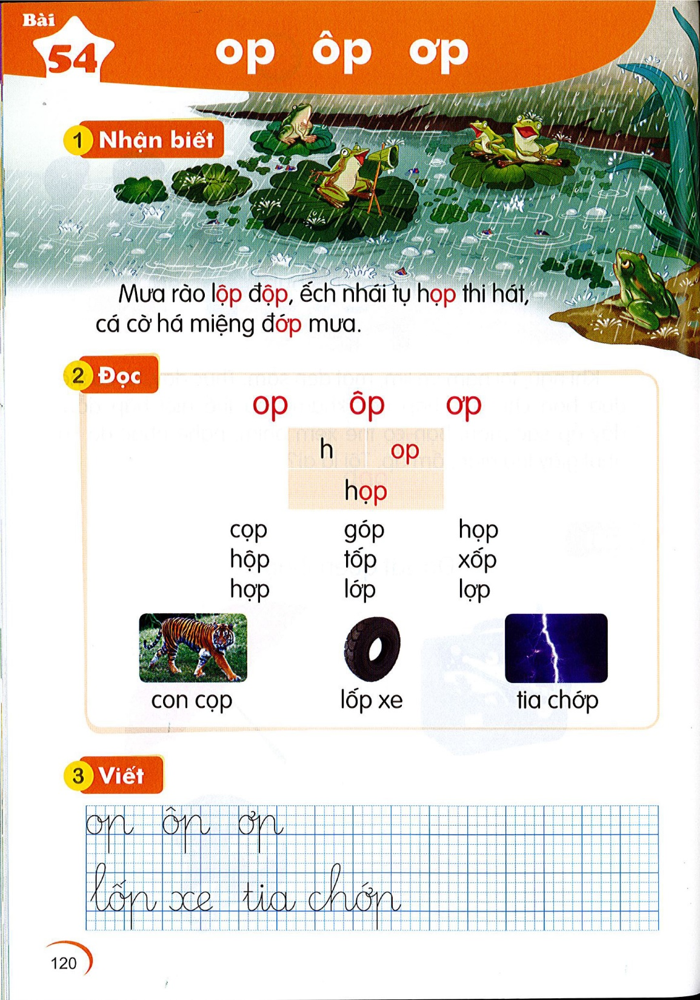 Bài
54
op ôp ơp
1 Nhận biết
Mưa rào lộp độp, ếch nhái tụ họp thi hát,
cá cờ há miệng đớp mưa.
2 Đọc
op ôp ơp
h op
họp
cọp góp họp
hộp tốp xốp
hợp lớp lợp
con cọp lốp xe tia chớp
3 Viết
op ôp ơp
lốp xe tia chớp
120